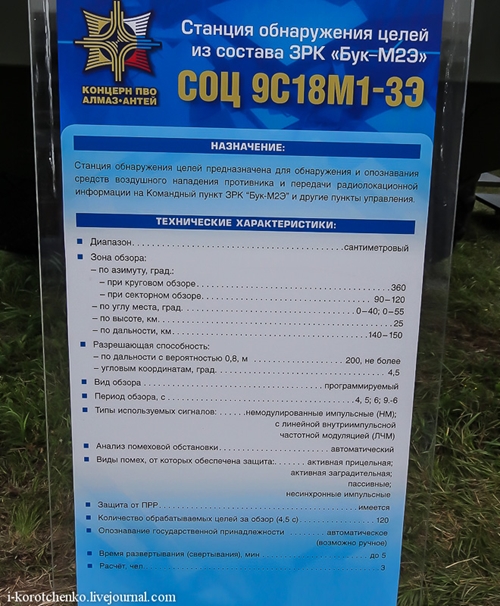 Станция обнаружения целей
из состава ЗРК «Бук–М2Э»
КОНЦЕРН ПВО
АЛМАЗ-АНТЕЙ
СОЦ 9С18М1-3Э
НАЗНАЧЕНИЕ:
Станция обнаружения целей предназначена для обнаружения и опознавания
средств воздушного нападения противника и передачи радиолокационной
информации на Командный пункт ЗРК "Бук-М2Э" и другие пункты управления.
ТЕХНИЧЕСКИЕ ХАРАКТЕРИСТИКИ:
Диапазон сантиметровый
Зона обзора:
– по азимуту, град.:
– при круговом обзоре 360
– при секторном обзоре 90–120
– по углу места, град. 0–40; 0–55
– по высоте, км 25
– по дальности, км 140–150
Разрешающая способность:
– по дальности с вероятностью 0,8, м 200, не более
– угловым координатам, град. 4,5
Вид обзора программируемый
Период обзора, с 4, 5; 6; 9.-6
Типы используемых сигналов: немодулированные импульсные (НМ);
с линейной внутриимпульсной
частотной модуляцией (ЛЧМ)
Анализ помеховой обстановки автоматический
Виды помех, от которых обеспечена защита: активная прицельная;
активная заградительная;
пассивные;
несинхронные импульсные
Защита от ПРР имеется
Количество обрабатываемых целей за обзор (4,5 с) 120
Опознавание государственной принадлежности автоматическое
(возможно ручное)
Время развертывания (свертывания), мин до 5
Расчёт, чел. 3
i-korotchenko.livejournal.com